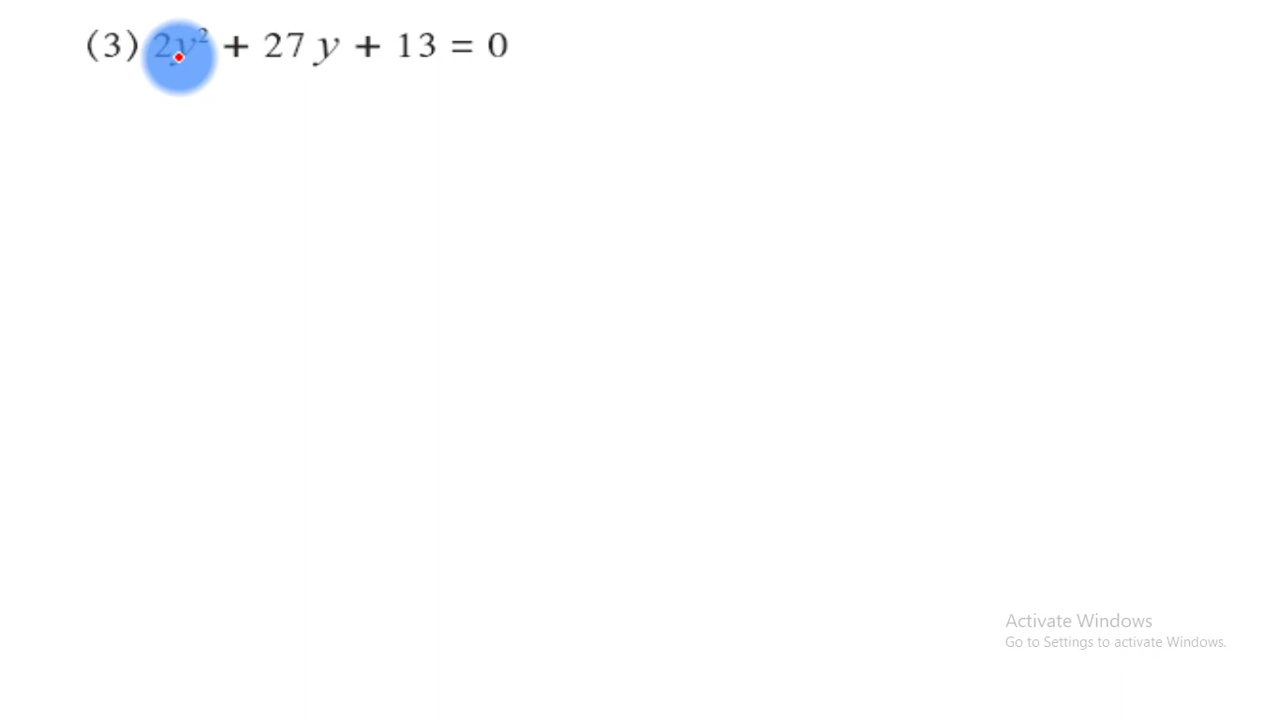 (3) 2y² + 27 y + 13 = 0
Activate Windows
Go to Settings to activate Windows.